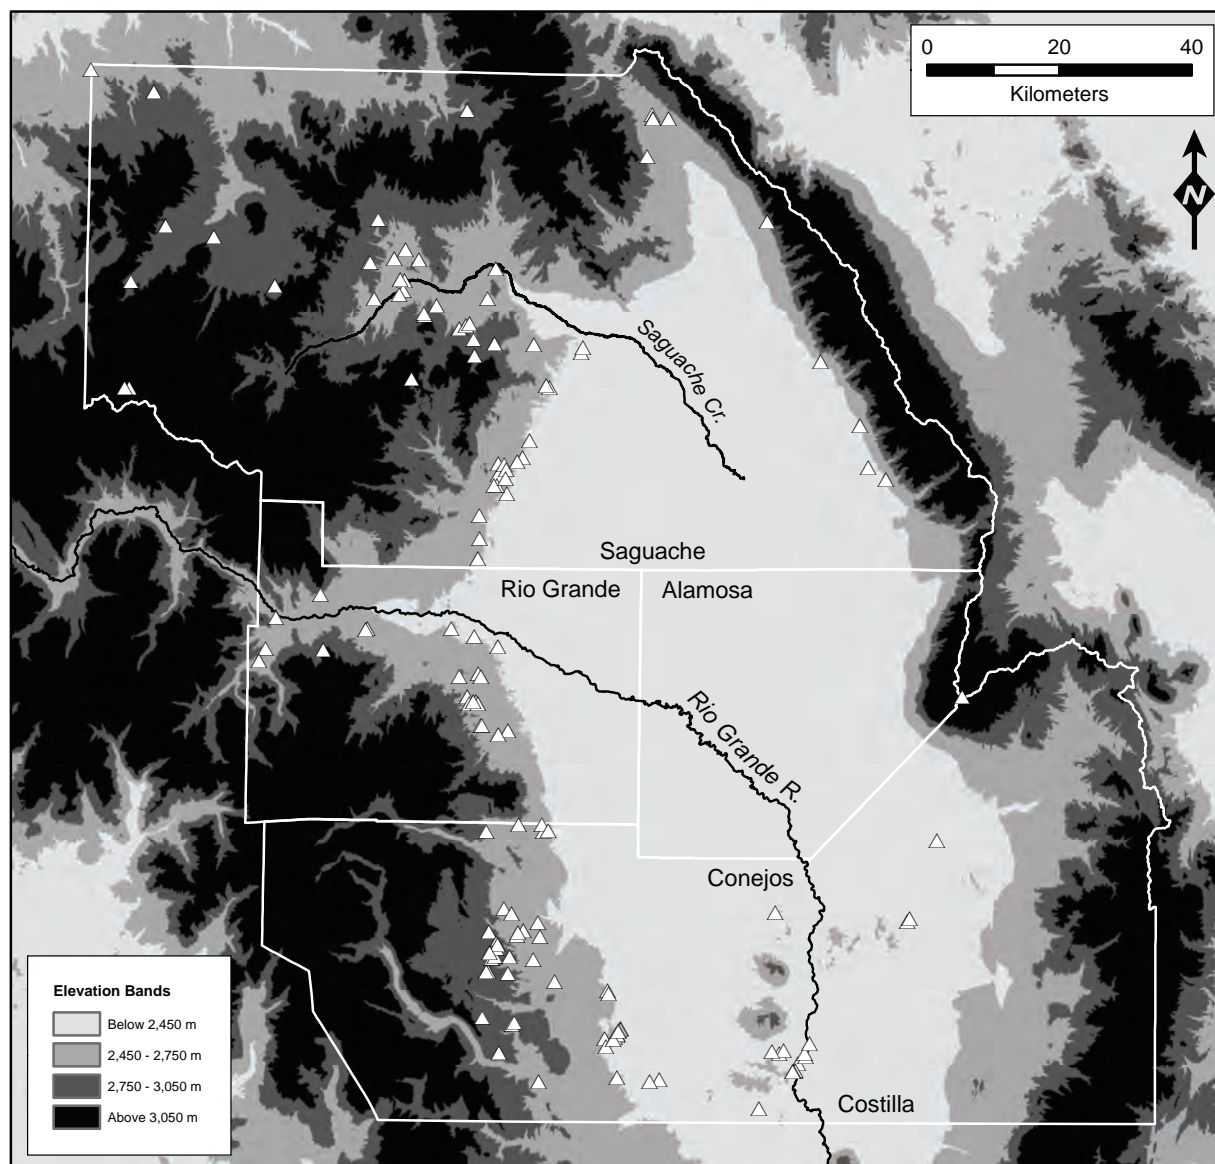 0 20 40
Kilometers
N
Saguache Cr.
Saguache
Rio Grande
Alamosa
Rio Grande R.
Conejos
Costilla
Elevation Bands
Below 2,450 m
2,450 - 2,750 m
2,750 - 3,050 m
Above 3,050 m